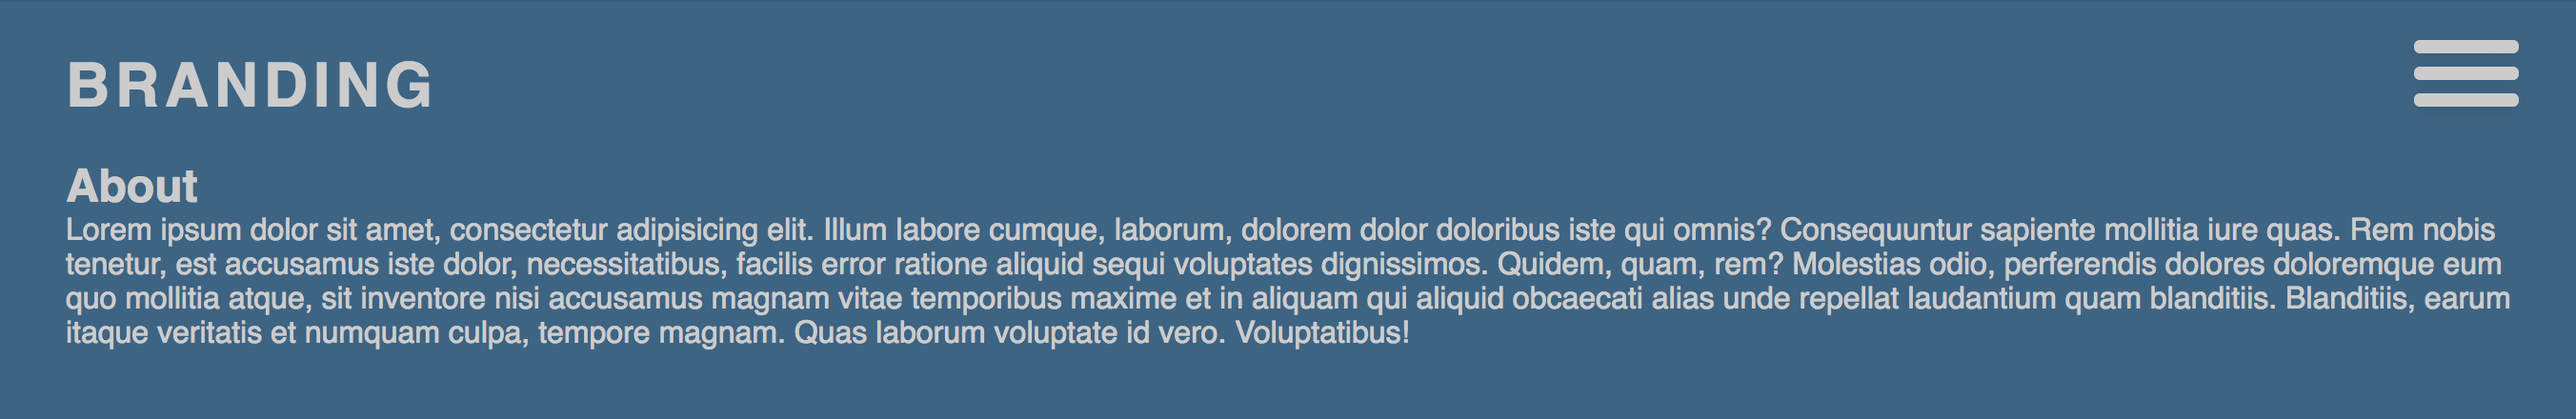 BRANDING
About
Lorem ipsum dolor sit amet, consectetur adipisicing elit. Illum labore cumque, laborum, dolorem dolor doloribus iste qui omnis? Consequuntur sapiente mollitia iure quas. Rem nobis
tenetur, est accusamus iste dolor, necessitatibus, facilis error ratione aliquid sequi voluptates dignissimos. Quidem, quam, rem? Molestias odio, perferendis dolores doloremque eum
quo mollitia atque, sit inventore nisi accusamus magnam vitae temporibus maxime et in aliquam qui aliquid obcaecati alias unde repellat laudantium quam blanditiis. Blanditiis, earum
itaque veritatis et numquam culpa, tempore magnam. Quas laborum voluptate id vero. Voluptatibus!